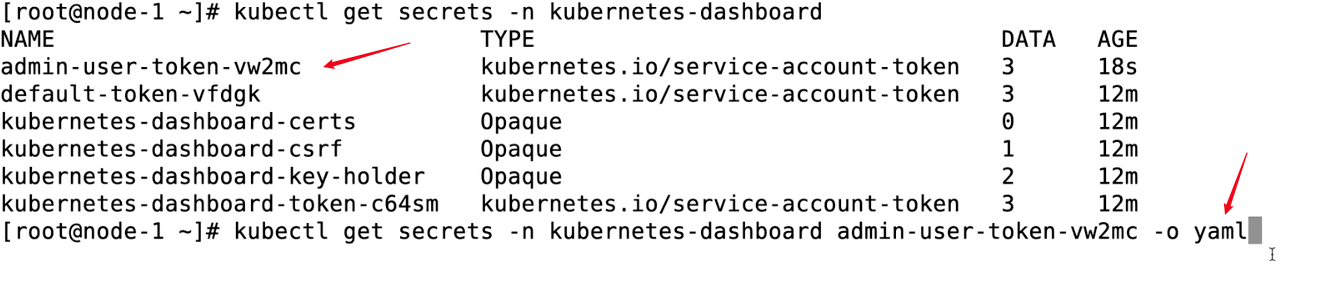 [root@node-1 ~]# kubectl get secrets -n kubernetes-dashboard
NAME TYPE DATA AGE
admin-user-token-vw2mc kubernetes.io/service-account-token 3 18s
default-token-vfdgk kubernetes.io/service-account-token 3 12m
kubernetes-dashboard-certs Opaque 0 12m
kubernetes-dashboard-csrf Opaque 1 12m
kubernetes-dashboard-key-holder Opaque 2 12m
kubernetes-dashboard-token-c64sm kubernetes.io/service-account-token 3 12m
[root@node-1 ~]# kubectl get secrets -n kubernetes-dashboard admin-user-token-vw2mc -o yaml